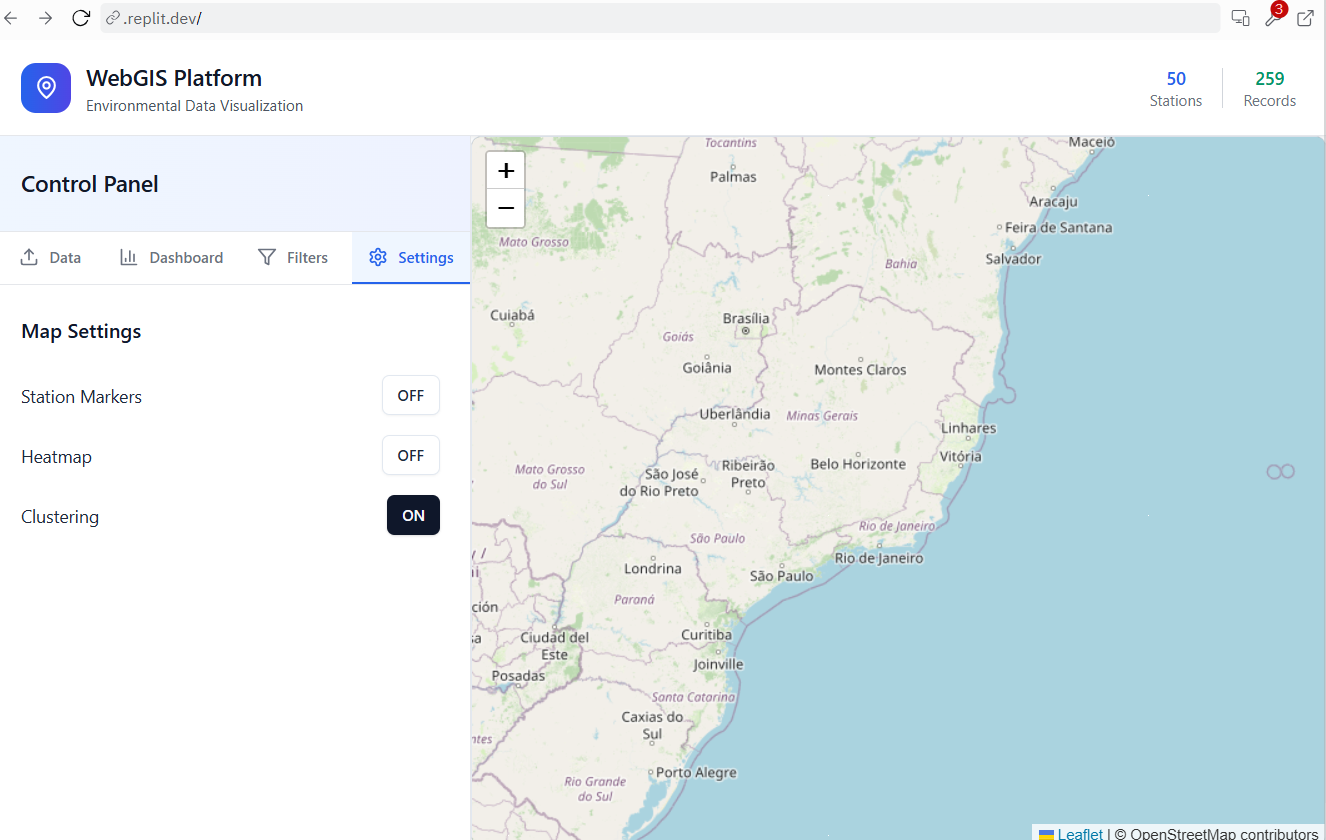 .replit.dev/
3
WebGIS Platform
Environmental Data Visualization
50
Stations
259
Records
Control Panel
Data
Dashboard
Filters
Settings
Map Settings
Station Markers
OFF
Heatmap
OFF
Clustering
ON
+
−
Tocantins
Maceió
Palmas
Aracaju
Feira de Santana
Mato Grosso
Salvador
Bahia
Cuiabá
Brasília
Goiás
Goiânia
Montes Claros
Uberlândia
Minas Gerais
Linhares
Vitória
Mato Grosso
do Sul
São José
do Rio Preto
Ribeirão
Preto
Belo Horizonte
Rio de Janeiro
São Paulo
Rio de Janeiro
Londrina
São Paulo
Paraná
ción
Ciudad del
Este
Curitiba
Joinville
Posadas
Santa Catarina
Caxias do
Sul
ntes
Porto Alegre
Rio Grande
do Sul
Leaflet | © OpenStreetMap contributors